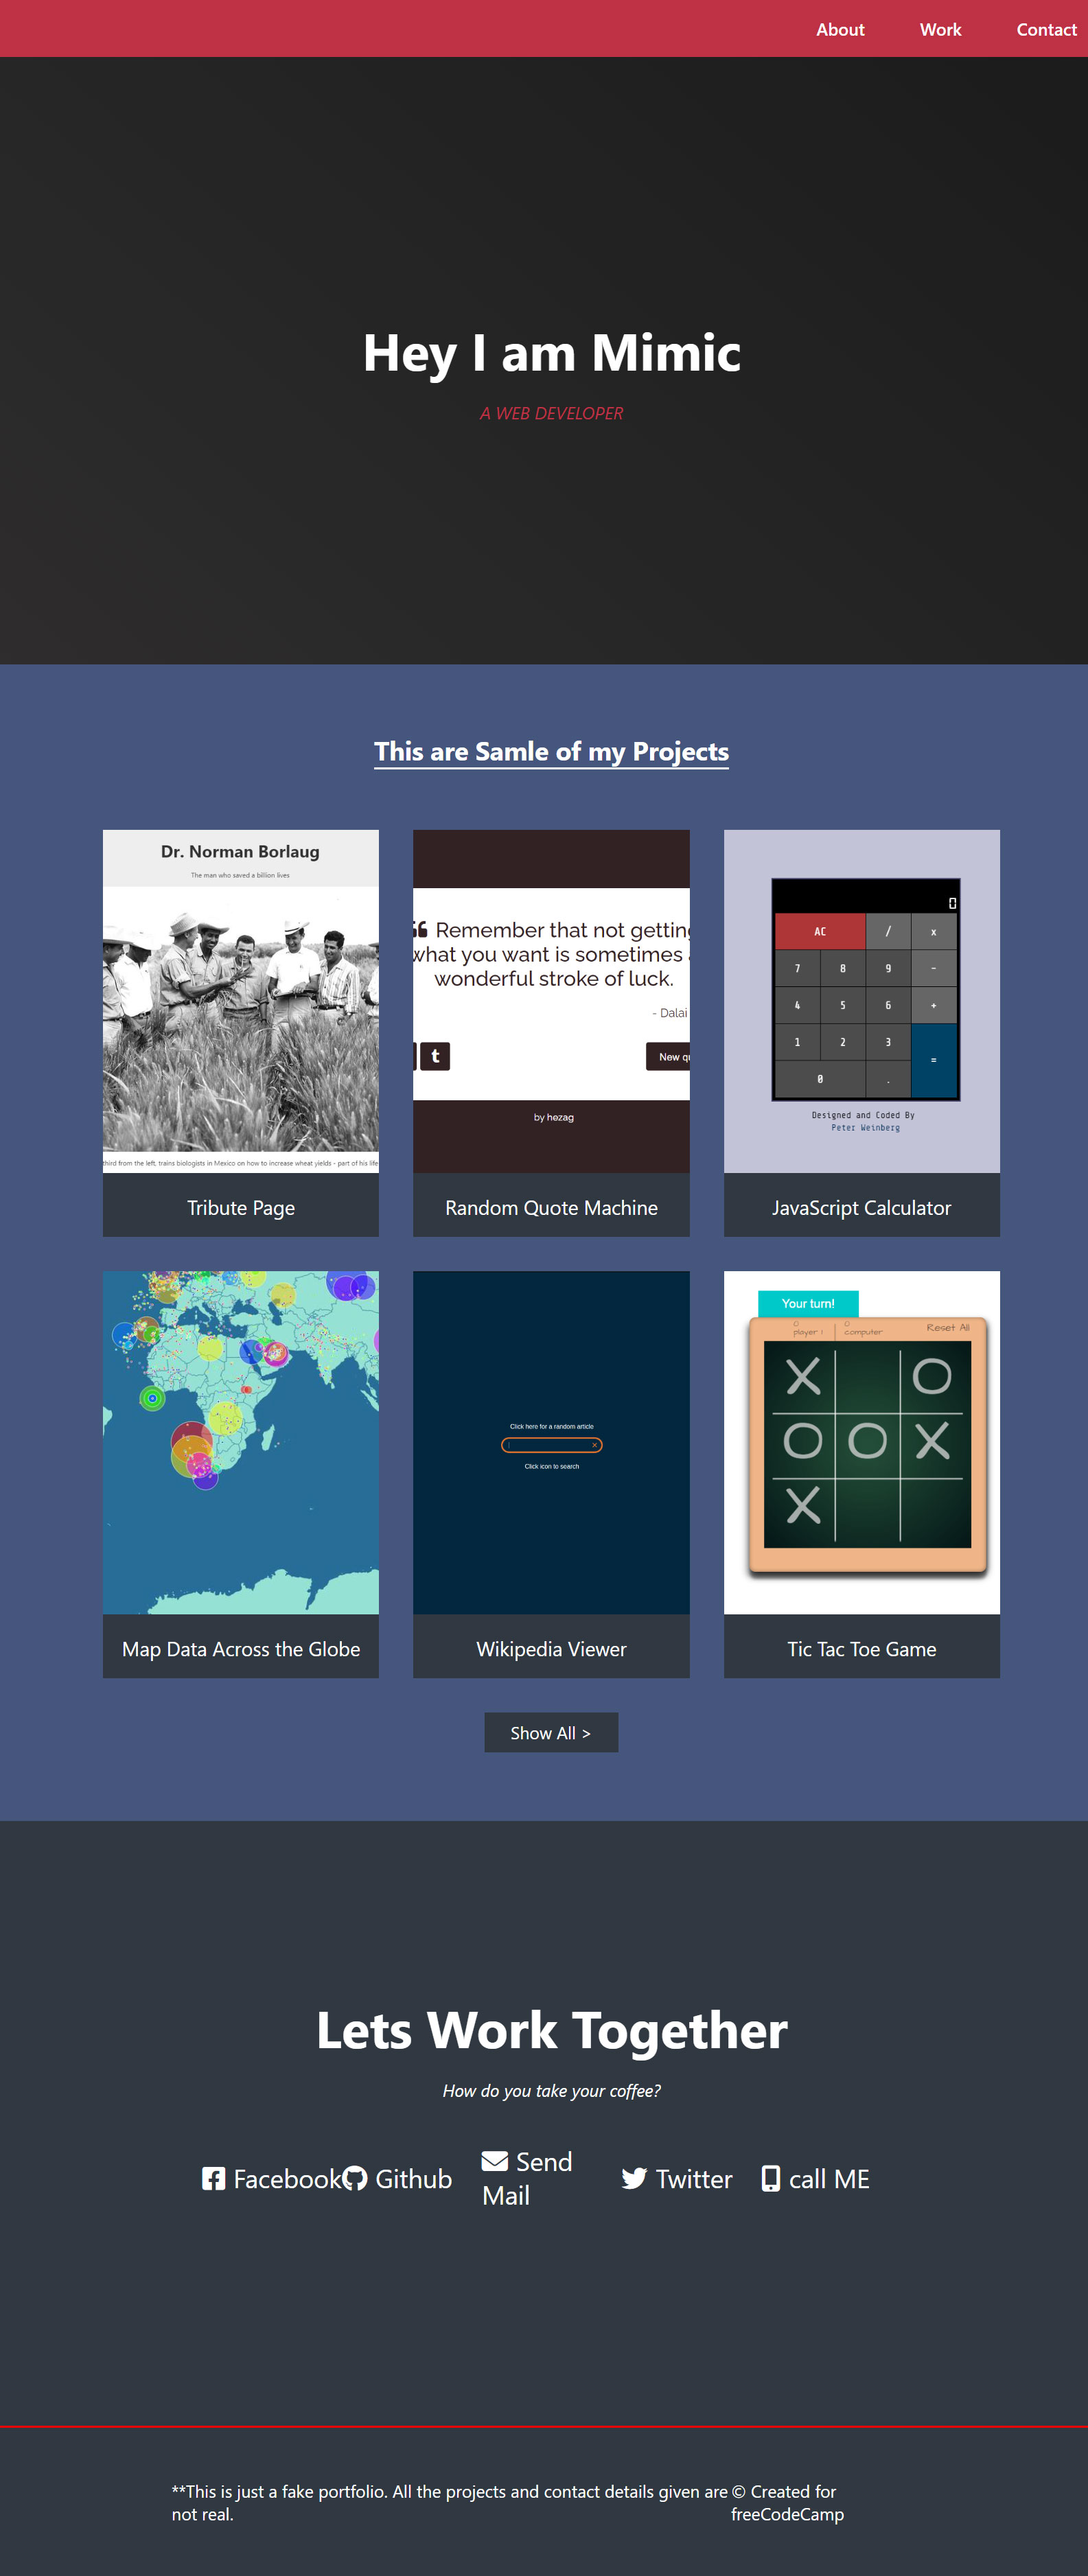 About Work Contact
Hey I am Mimic
A WEB DEVELOPER
This are Samle of my Projects
Dr. Norman Borlaug
The man who saved a billion lives
third from the left, trains biologists in Mexico on how to increase wheat yields - part of his life
Tribute Page
❝ Remember that not getting
what you want is sometimes
wonderful stroke of luck.
- Dalai
t New qu
by hezag
Random Quote Machine
0
AC / x
7 8 9 -
4 5 6 +
1 2 3 =
0 .
Designed and Coded By
Peter Weinberg
JavaScript Calculator
Map Data Across the Globe
Click here for a random article
Click icon to search
Wikipedia Viewer
Your turn!
0 0
player 1 computer Reset All
X O
O O X
X
Tic Tac Toe Game
Show All >
Lets Work Together
How do you take your coffee?
Facebook Github Send Mail Twitter call ME
**This is just a fake portfolio. All the projects and contact details given are
not real.
© Created for
freeCodeCamp